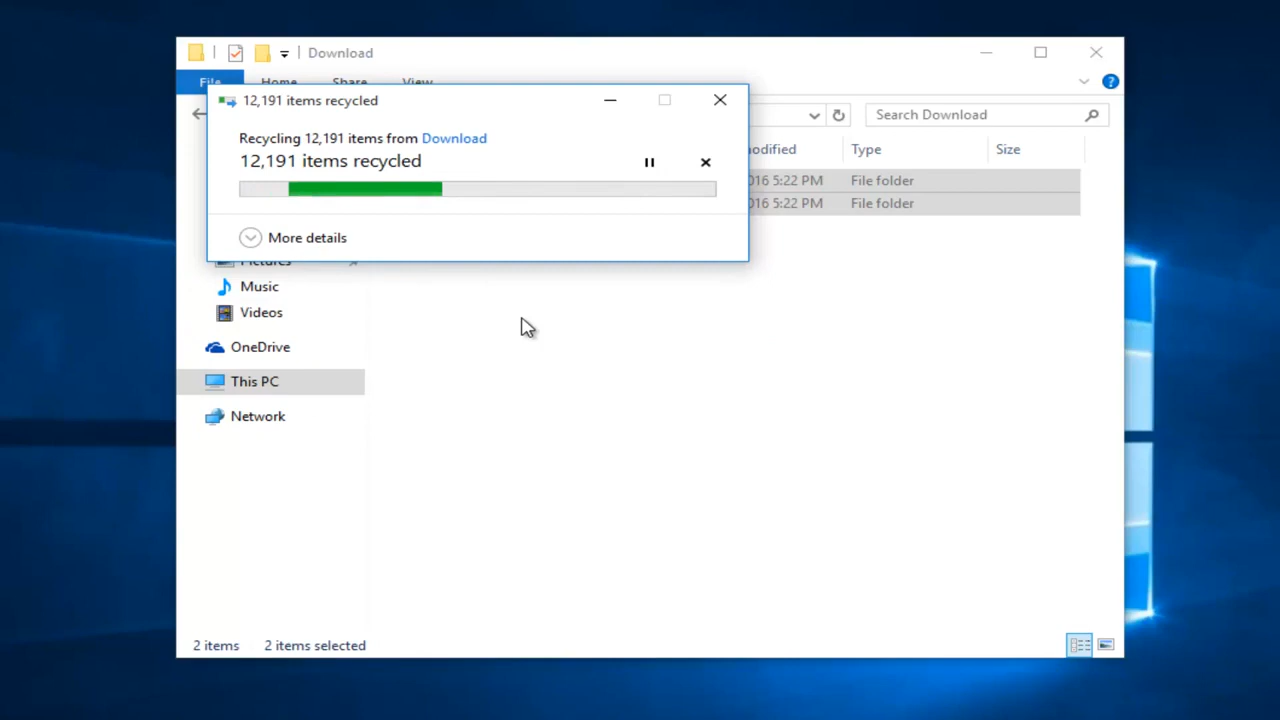 Download
File Home Share View
12,191 items recycled
Search Download
Recycling 12,191 items from Download
12,191 items recycled
Type Size
016 5:22 PM File folder
016 5:22 PM File folder
More details
Pictures
Music
Videos
OneDrive
This PC
Network
2 items 2 items selected